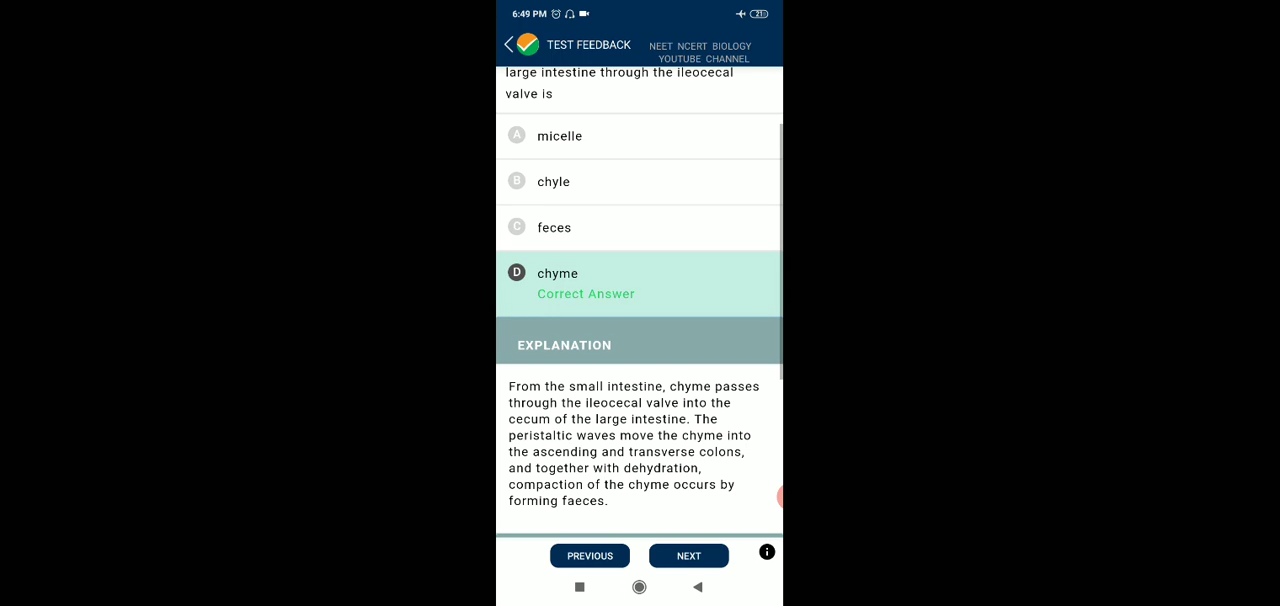 6:49 PM
21
TEST FEEDBACK
NEET NCERT BIOLOGY
YOUTUBE CHANNEL
large intestine through the ileocecal
valve is
A micelle
B chyle
C feces
D chyme
Correct Answer
EXPLANATION
From the small intestine, chyme passes
through the ileocecal valve into the
cecum of the large intestine. The
peristaltic waves move the chyme into
the ascending and transverse colons,
and together with dehydration,
compaction of the chyme occurs by
forming faeces.
PREVIOUS
NEXT
i